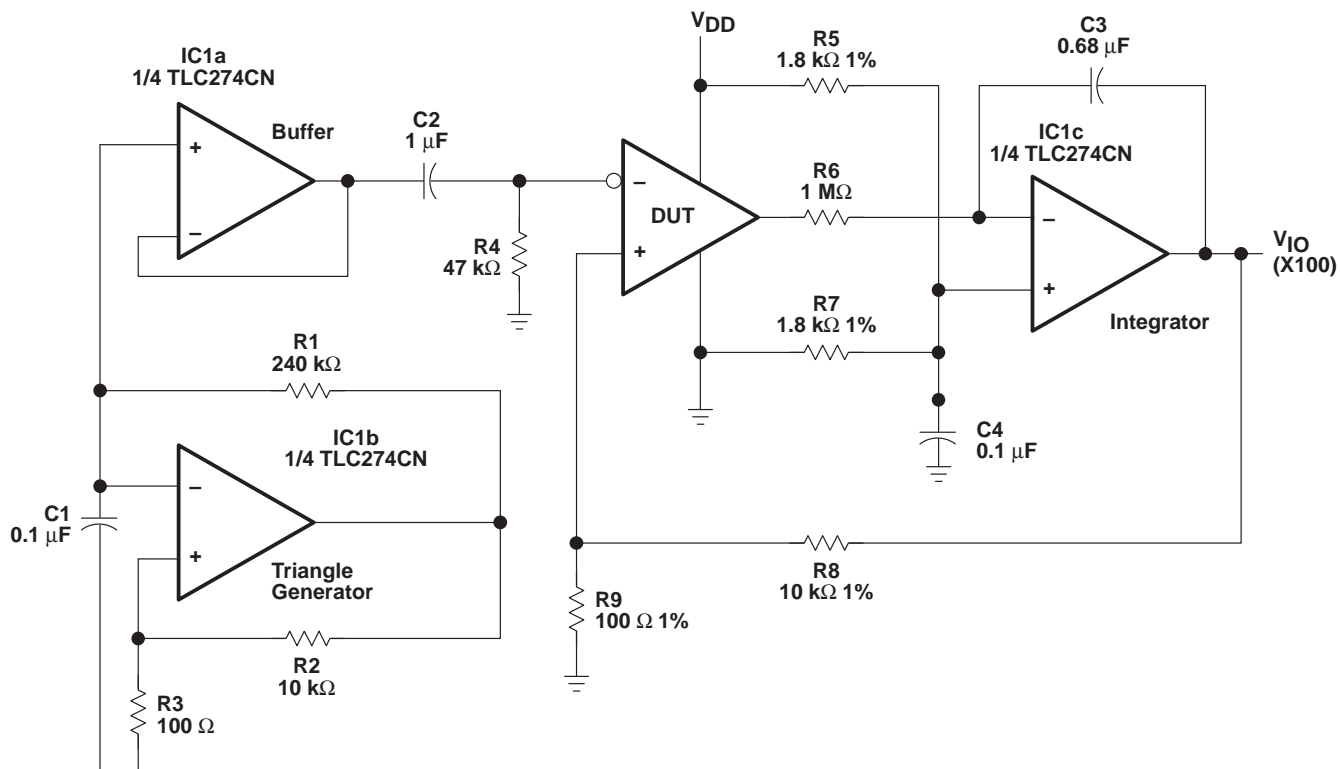 IC1a
1/4 TLC274CN
+
−
Buffer
C2
1 μF
R4
47 kΩ
VDD
−
+
DUT
R5
1.8 kΩ 1%
R6
1 MΩ
R7
1.8 kΩ 1%
C3
0.68 μF
IC1c
1/4 TLC274CN
−
+
Integrator
VIO
(X100)
C4
0.1 μF
R1
240 kΩ
IC1b
1/4 TLC274CN
−
+
Triangle
Generator
C1
0.1 μF
R2
10 kΩ
R3
100 Ω
R8
10 kΩ 1%
R9
100 Ω 1%